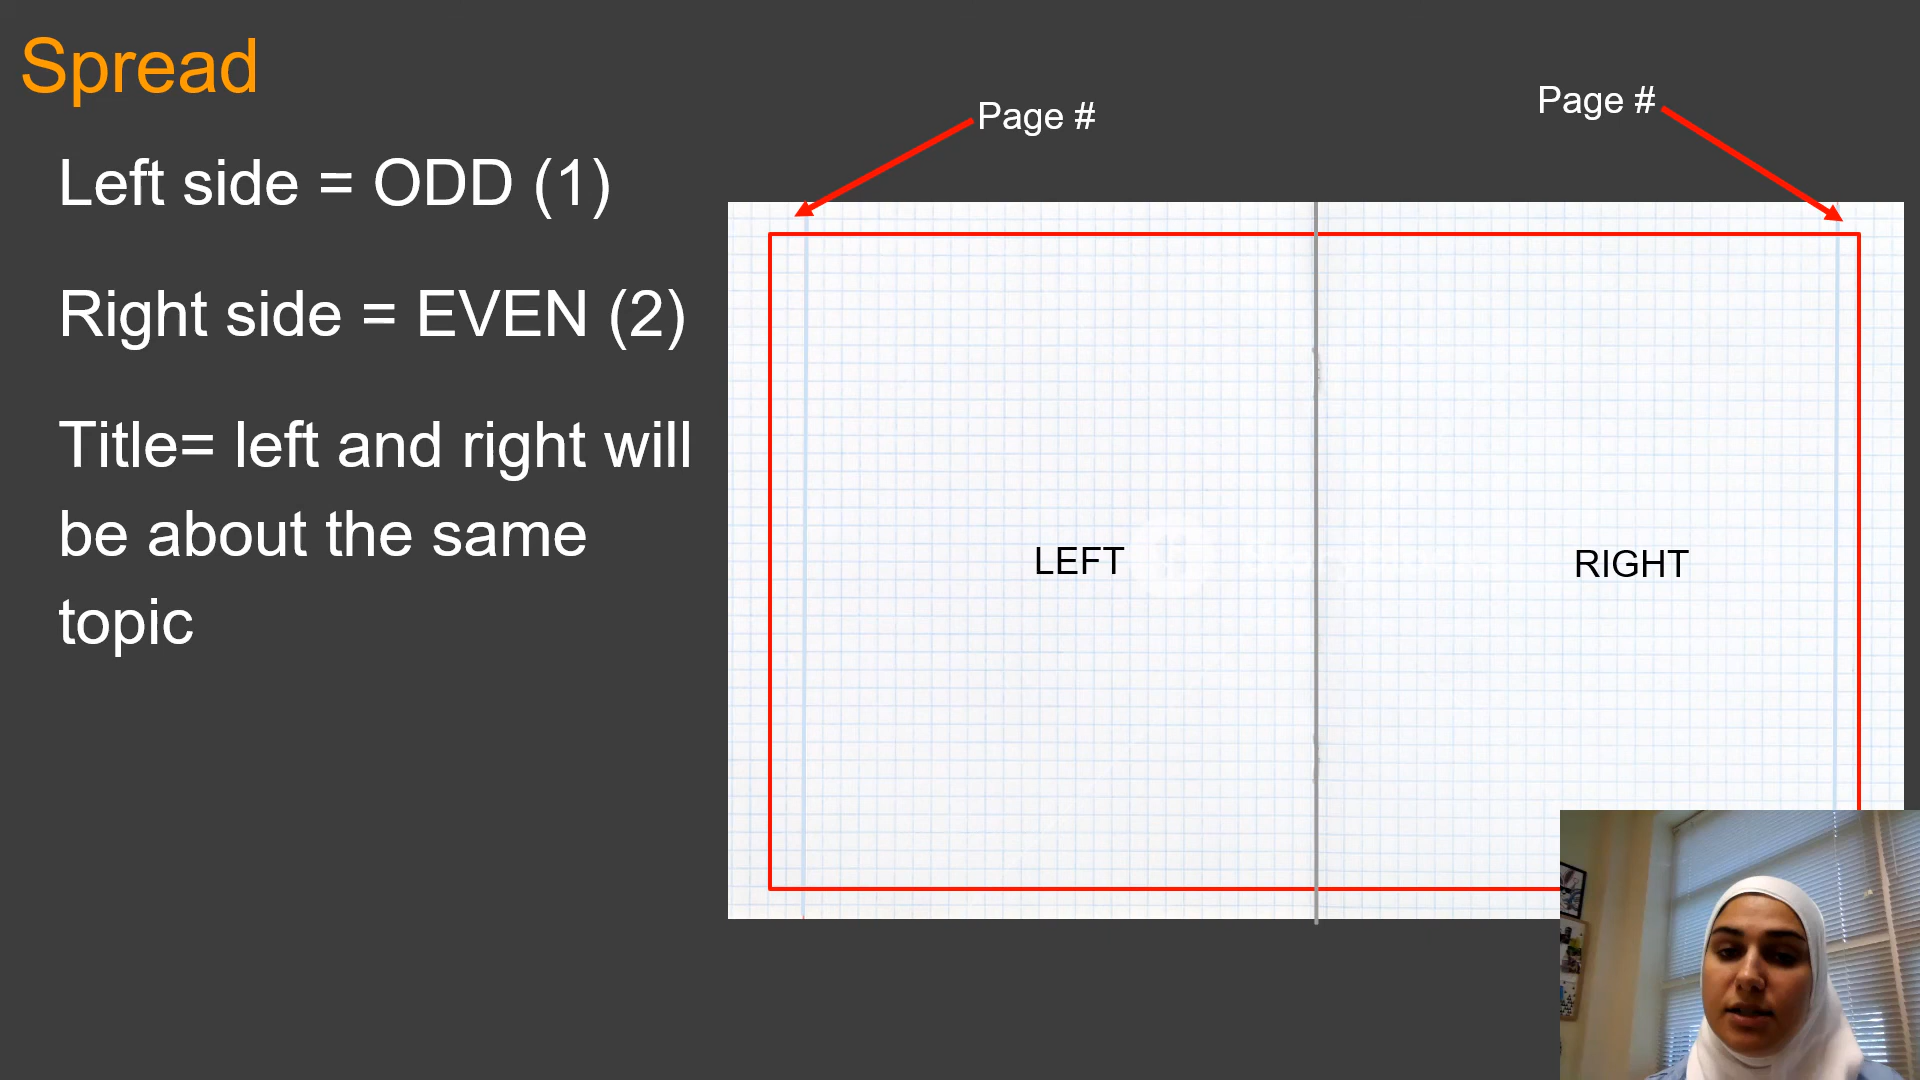 Spread
Left side = ODD (1)
Right side = EVEN (2)
Title= left and right will
be about the same
topic
Page #
Page #
LEFT
RIGHT